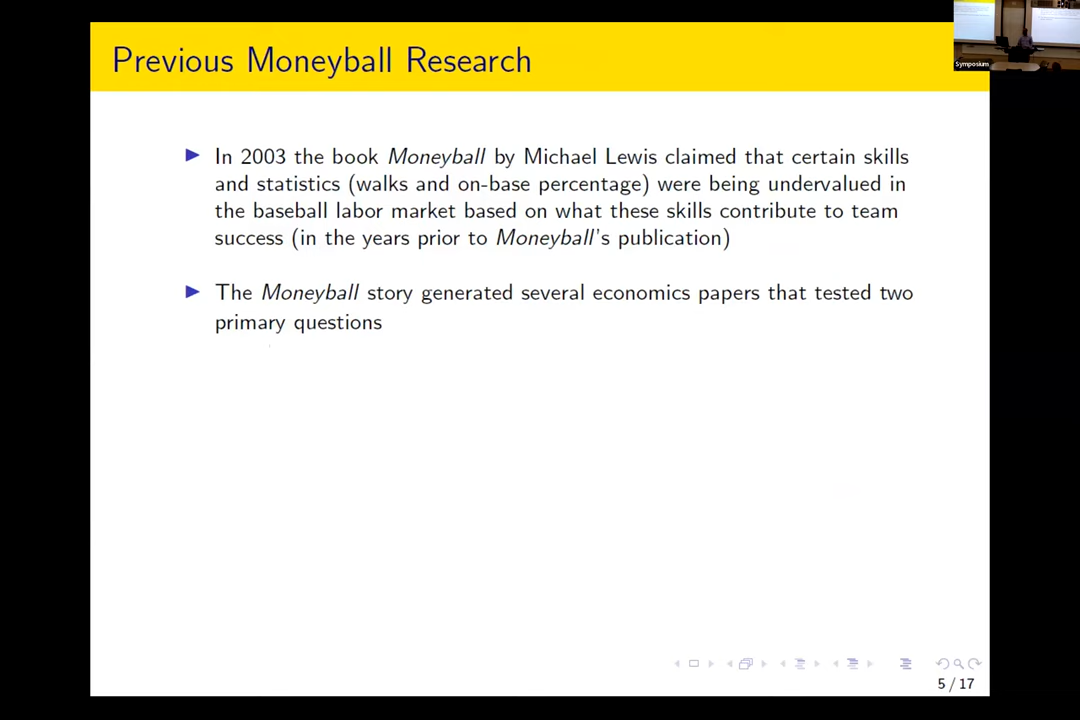 Previous Moneyball Research
Symposium
▶ In 2003 the book Moneyball by Michael Lewis claimed that certain skills
and statistics (walks and on-base percentage) were being undervalued in
the baseball labor market based on what these skills contribute to team
success (in the years prior to Moneyball's publication)
▶ The Moneyball story generated several economics papers that tested two
primary questions
5 / 17